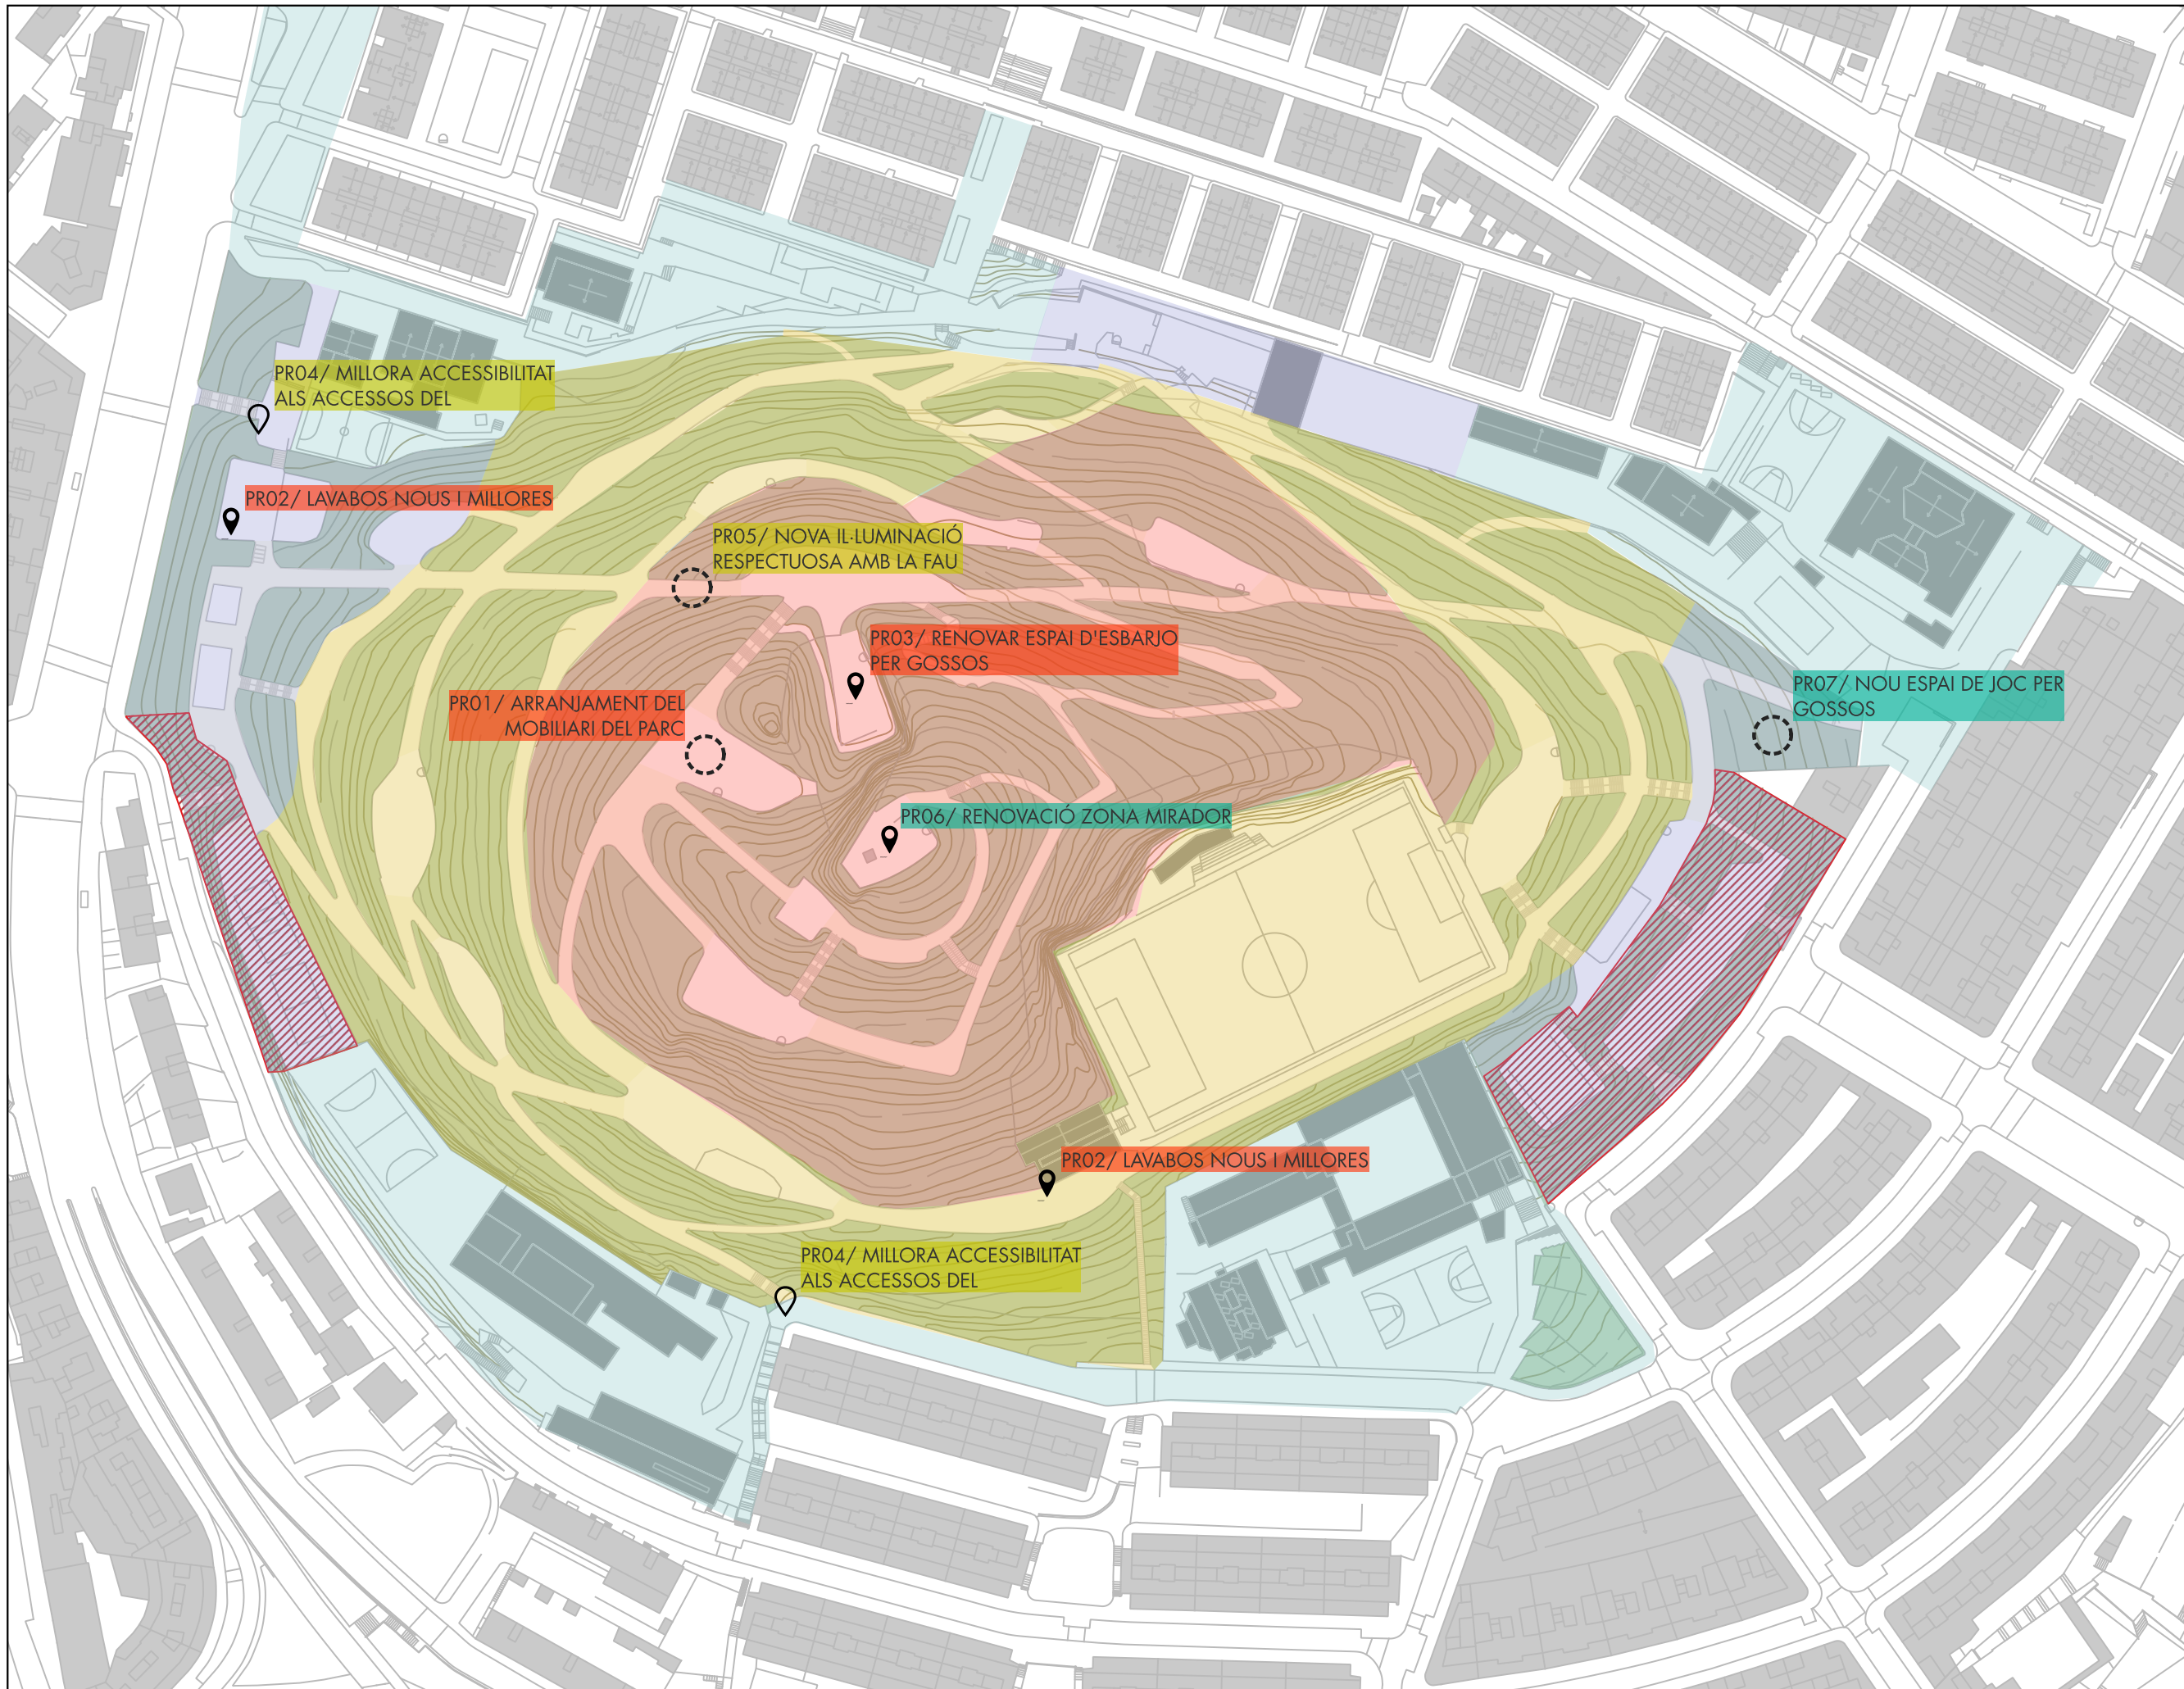 PR04/ MILLORA ACCESSIBILITAT
ALS ACCESSOS DEL
PR02/ LAVABOS NOUS I MILLORES
PR05/ NOVA IL·LUMINACIÓ
RESPECTUOSA AMB LA FAU
PR03/ RENOVAR ESPAI D'ESBARJO
PER GOSSOS
PR01/ ARRANJAMENT DEL
MOBILIARI DEL PARC
PR07/ NOU ESPAI DE JOC PER
GOSSOS
PR06/ RENOVACIÓ ZONA MIRADOR
PR02/ LAVABOS NOUS I MILLORES
PR04/ MILLORA ACCESSIBILITAT
ALS ACCESSOS DEL